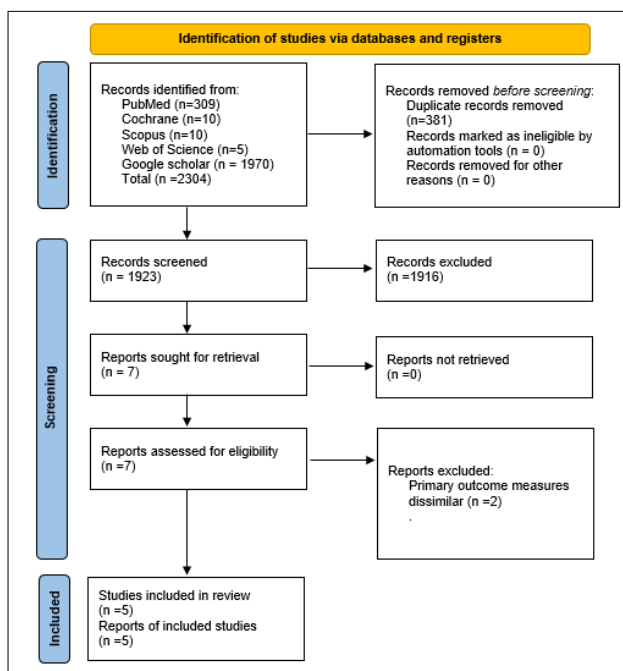 Identification of studies via databases and registers
Identification
Records identified from:
PubMed (n=309)
Cochrane (n=10)
Scopus (n=10)
Web of Science (n=5)
Google scholar (n = 1970)
Total (n =2304)
Records removed before screening:
Duplicate records removed
(n=381)
Records marked as ineligible by
automation tools (n = 0)
Records removed for other
reasons (n = 0)
Screening
Records screened
(n = 1923)
Records excluded
(n =1916)
Reports sought for retrieval
(n = 7)
Reports not retrieved
(n =0)
Reports assessed for eligibility
(n =7)
Reports excluded:
Primary outcome measures
dissimilar (n =2)
.
Included
Studies included in review
(n =5)
Reports of included studies
(n =5)